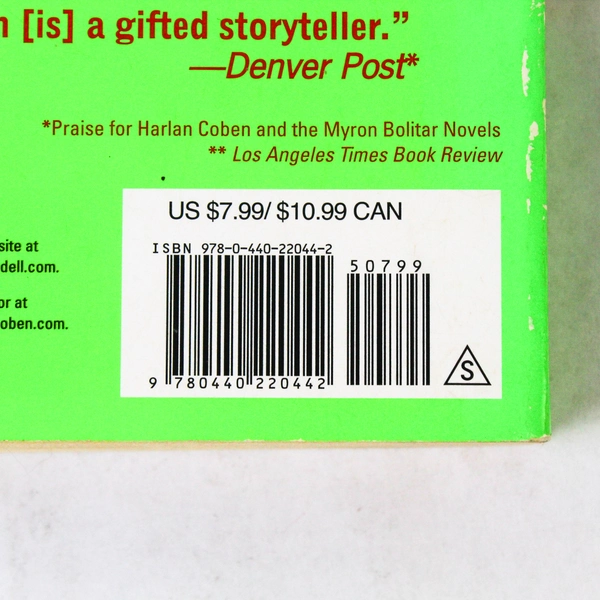 n [is] a gifted storyteller.”
—Denver Post*
*Praise for Harlan Coben and the Myron Bolitar Novels
** Los Angeles Times Book Review
US $7.99/ $10.99 CAN
ISBN 978-0-440-22044-2
50799
site at
dell.com.
or at
oben.com.
9 780440 220442
S